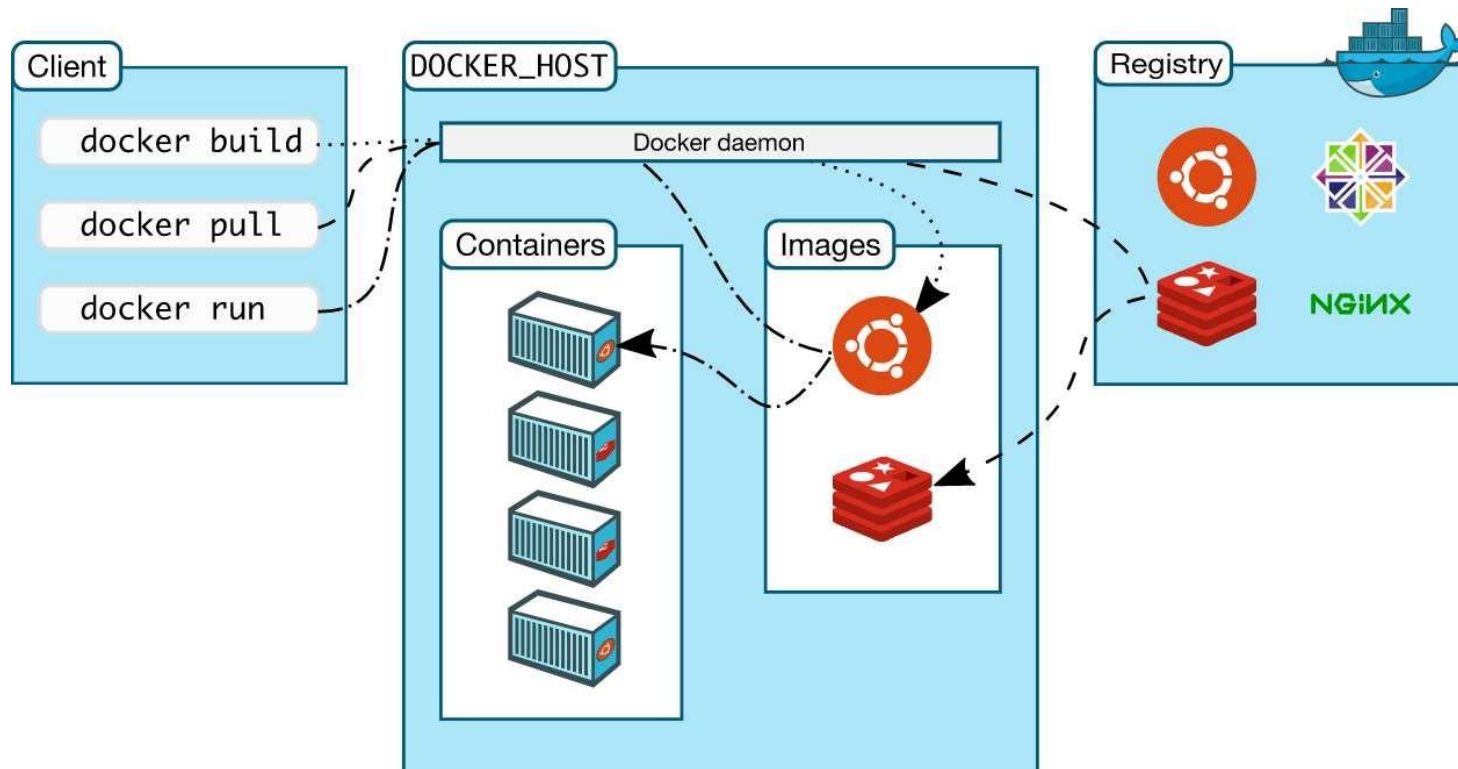 Client
docker build
docker pull
docker run
DOCKER_HOST
Docker daemon
Containers
Images
Registry
NGINX